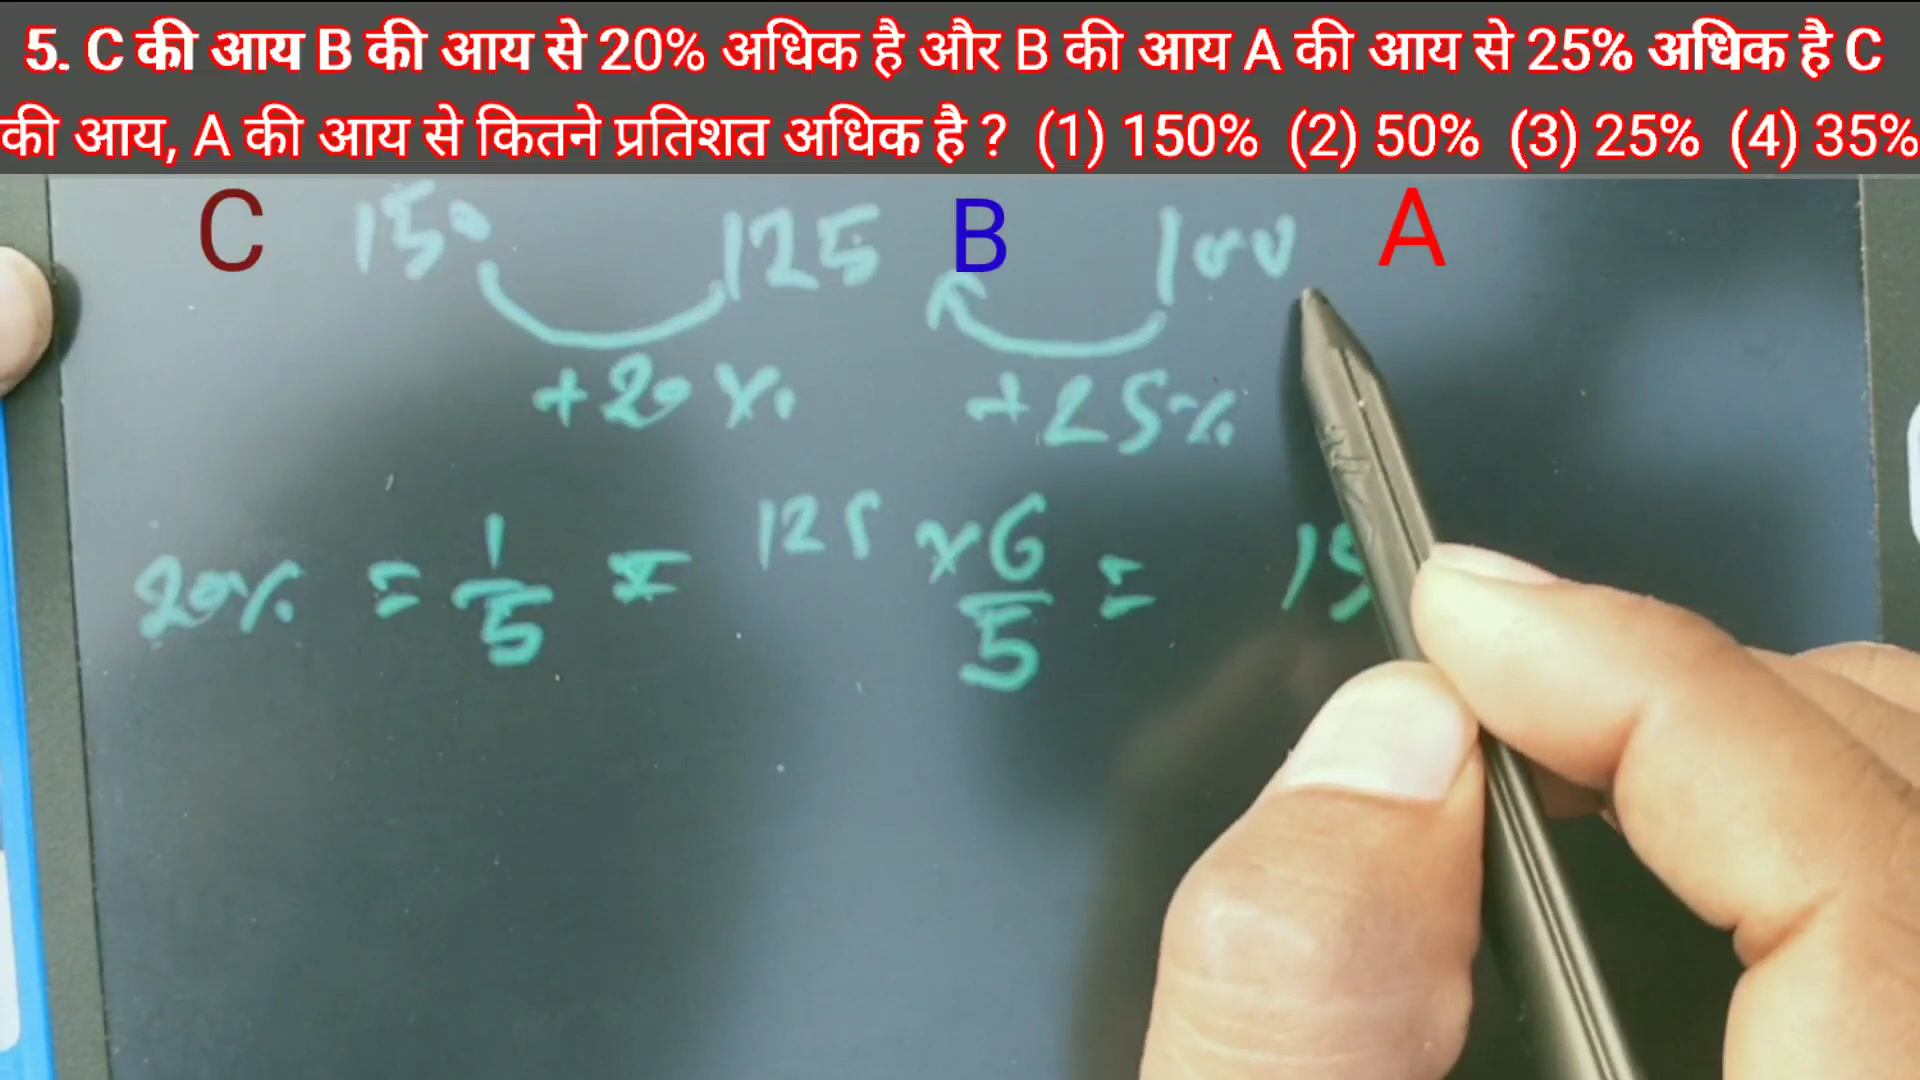 5. C की आय B की आय से 20% अधिक है और B की आय A की आय से 25% अधिक है C
की आय, A की आय से कितने प्रतिशत अधिक है ? (1) 150% (2) 50% (3) 25% (4) 35%
C 150 125 B 100 A
+20% +25%
20% = 1/5 = 125 × 6/5 = 15